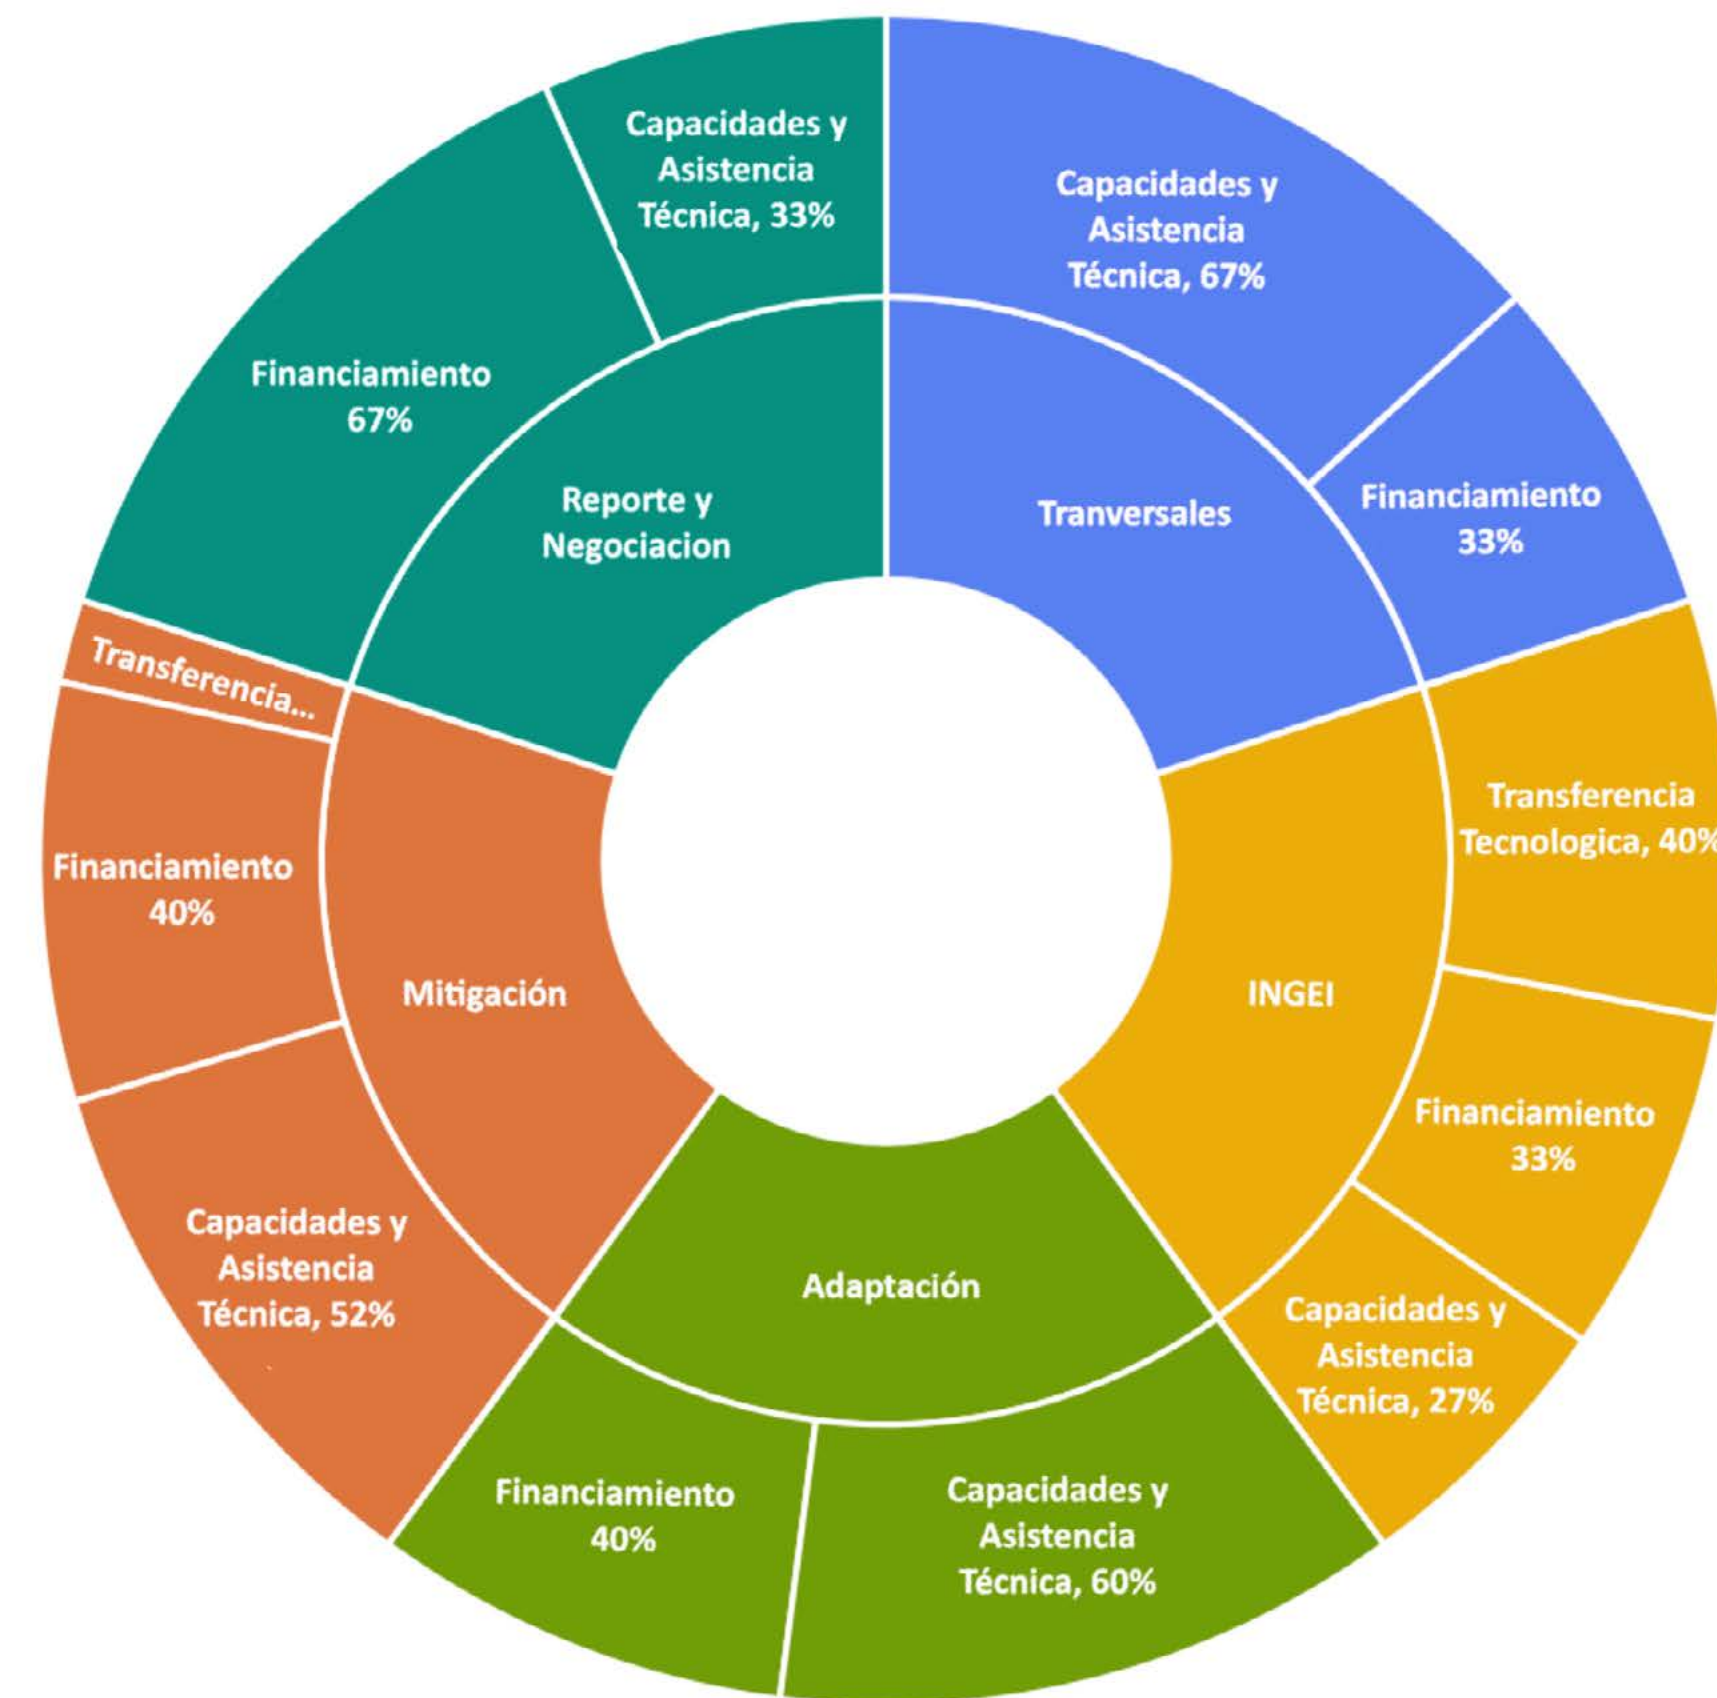 Capacidades y
Asistencia
Técnica, 33%
Capacidades y
Asistencia
Técnica, 67%
Financiamiento
67%
Reporte y
Negociacion
Tranversales
Financiamiento
33%
Transferencia...
Transferencia
Tecnologica, 40%
Financiamiento
40%
Mitigación
INGEI
Financiamiento
33%
Capacidades y
Asistencia
Técnica, 52%
Adaptación
Capacidades y
Asistencia
Técnica, 27%
Financiamiento
40%
Capacidades y
Asistencia
Técnica, 60%